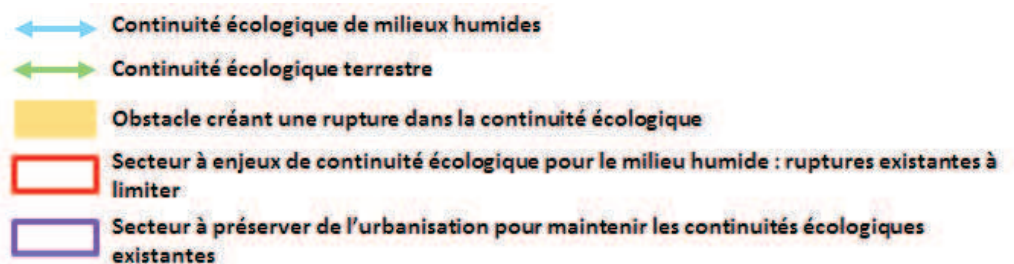 Continuité écologique de milieux humides
Continuité écologique terrestre
Obstacle créant une rupture dans la continuité écologique
Secteur à enjeux de continuité écologique pour le milieu humide : ruptures existantes à
limiter
Secteur à préserver de l'urbanisation pour maintenir les continuités écologiques
existantes